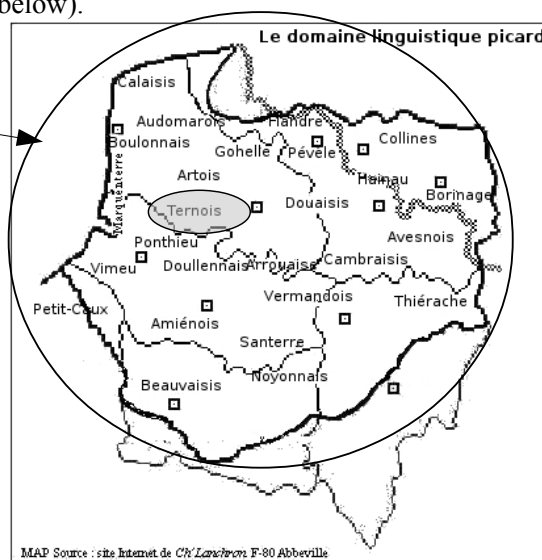 below).
Le domaine linguistique picard
Calaisis
Audomarois
Flandre
Boulonnais
Gohelle
Pévèle
Collines
Artois
Hainau
Marquenterre
Ternois
Douaisis
Borinage
Ponthieu
Avesnois
Vimeu
Doullennais
Arrouaise
Cambraisis
Petit-Caux
Vermandois
Thiérache
Amiénois
Santerre
Noyonnais
Beauvaisis
MAP Source : site Internet de Ch'Lanchron F-80 Abbeville